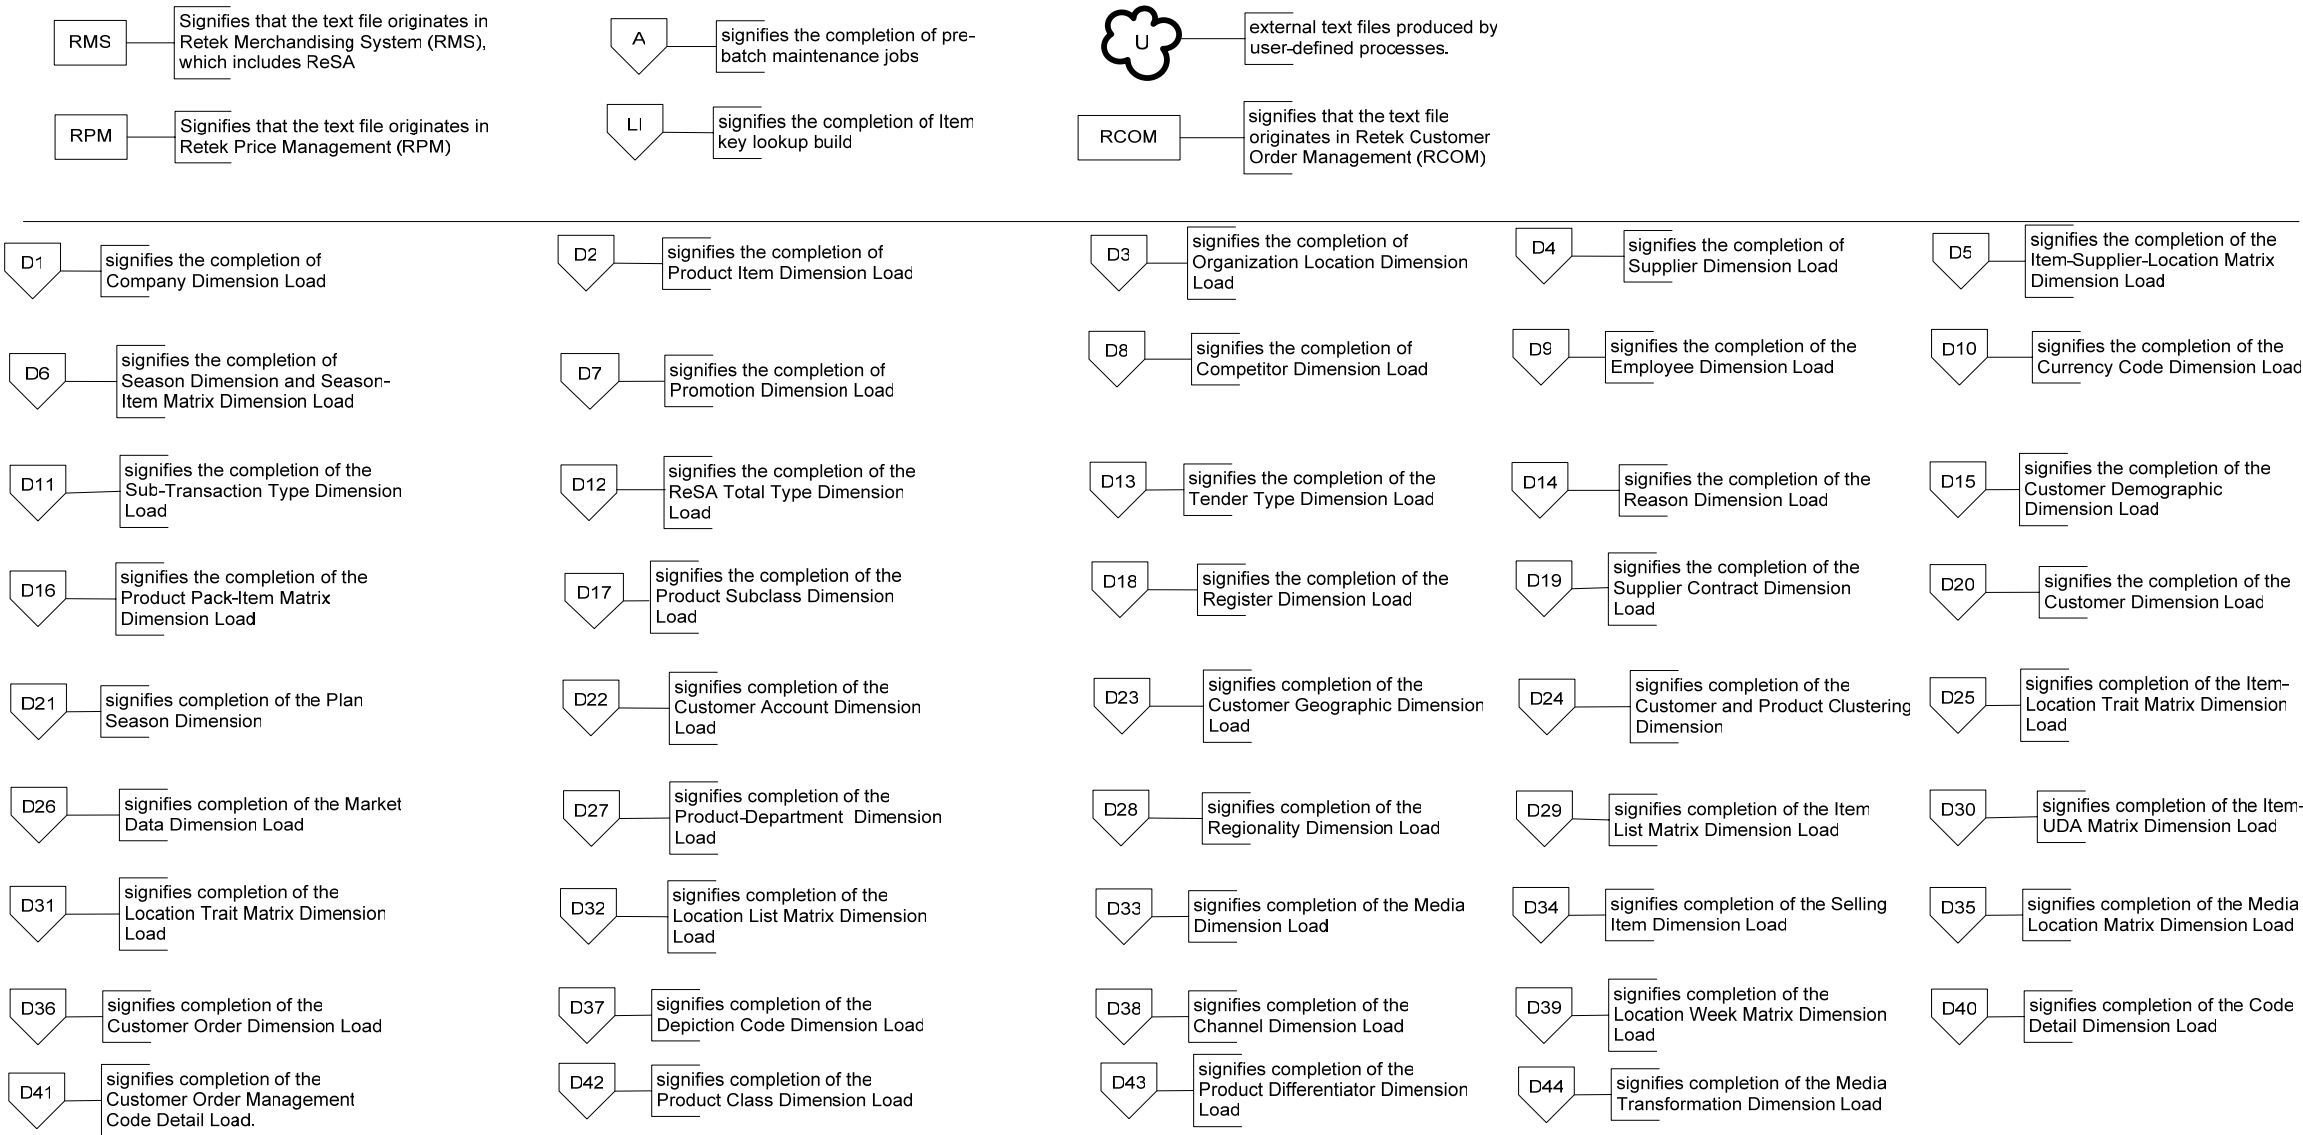 RMS
Signifies that the text file originates in
Retek Merchandising System (RMS),
which includes ReSA
A
signifies the completion of pre-
batch maintenance jobs
U
external text files produced by
user-defined processes.
RPM
Signifies that the text file originates in
Retek Price Management (RPM)
LI
signifies the completion of Item
key lookup build
RCOM
signifies that the text file
originates in Retek Customer
Order Management (RCOM)
D1
signifies the completion of
Company Dimension Load
D2
signifies the completion of
Product Item Dimension Load
D3
signifies the completion of
Organization Location Dimension
Load
D4
signifies the completion of
Supplier Dimension Load
D5
signifies the completion of the
Item-Supplier-Location Matrix
Dimension Load
D6
signifies the completion of
Season Dimension and Season-
Item Matrix Dimension Load
D7
signifies the completion of
Promotion Dimension Load
D8
signifies the completion of
Competitor Dimension Load
D9
signifies the completion of the
Employee Dimension Load
D10
signifies the completion of the
Currency Code Dimension Load
D11
signifies the completion of the
Sub-Transaction Type Dimension
Load
D12
signifies the completion of the
ReSA Total Type Dimension
Load
D13
signifies the completion of the
Tender Type Dimension Load
D14
signifies the completion of the
Reason Dimension Load
D15
signifies the completion of the
Customer Demographic
Dimension Load
D16
signifies the completion of the
Product Pack-Item Matrix
Dimension Load
D17
signifies the completion of the
Product Subclass Dimension
Load
D18
signifies the completion of the
Register Dimension Load
D19
signifies the completion of the
Supplier Contract Dimension
Load
D20
signifies the completion of the
Customer Dimension Load
D21
signifies completion of the Plan
Season Dimension
D22
signifies completion of the
Customer Account Dimension
Load
D23
signifies completion of the
Customer Geographic Dimension
Load
D24
signifies completion of the
Customer and Product Clustering
Dimension
D25
signifies completion of the Item-
Location Trait Matrix Dimension
Load
D26
signifies completion of the Market
Data Dimension Load
D27
signifies completion of the
Product-Department Dimension
Load
D28
signifies completion of the
Regionality Dimension Load
D29
signifies completion of the Item
List Matrix Dimension Load
D30
signifies completion of the Item-
UDA Matrix Dimension Load
D31
signifies completion of the
Location Trait Matrix Dimension
Load
D32
signifies completion of the
Location List Matrix Dimension
Load
D33
signifies completion of the Media
Dimension Load
D34
signifies completion of the Selling
Item Dimension Load
D35
signifies completion of the Media
Location Matrix Dimension Load
D36
signifies completion of the
Customer Order Dimension Load
D37
signifies completion of the
Depiction Code Dimension Load
D38
signifies completion of the
Channel Dimension Load
D39
signifies completion of the
Location Week Matrix Dimension
Load
D40
signifies completion of the Code
Detail Dimension Load
D41
signifies completion of the
Customer Order Management
Code Detail Load.
D42
signifies completion of the
Product Class Dimension Load
D43
signifies completion of the
Product Differentiator Dimension
Load
D44
signifies completion of the Media
Transformation Dimension Load